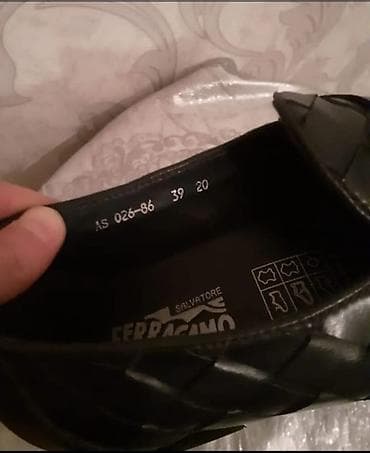 AS 026-86 39 20
SALVATORE
FERRAGAMO